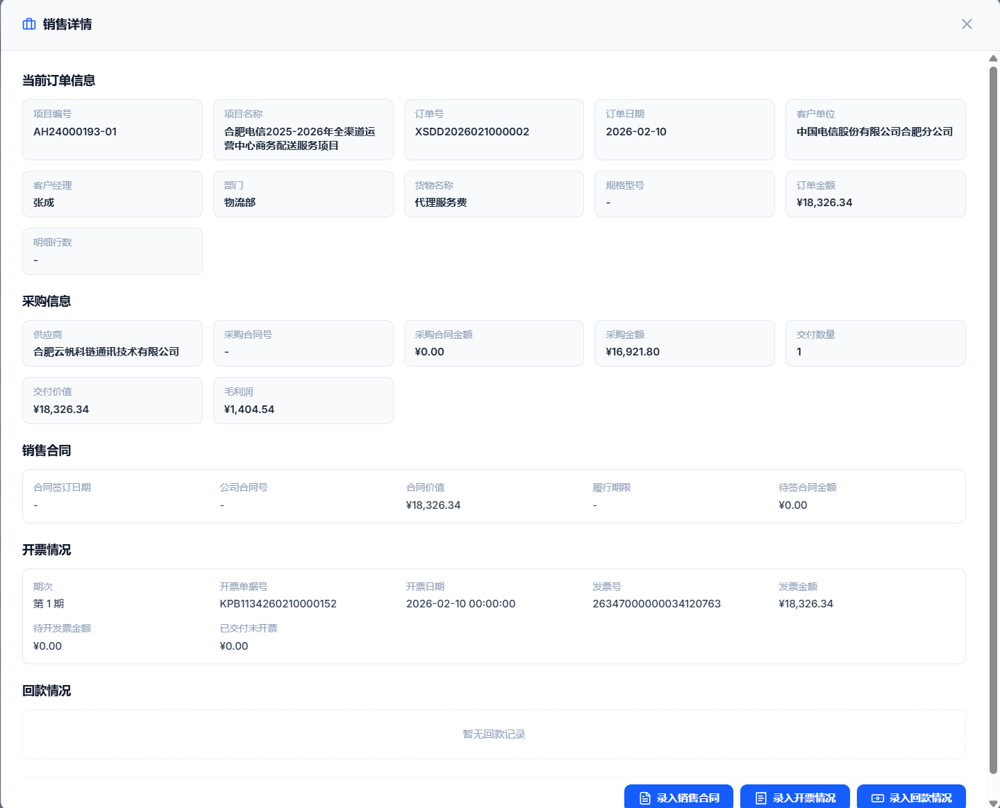 销售详情
当前订单信息
项目编号
AH24000193-01
项目名称
合肥电信2025-2026年全渠道运
营中心商务配送服务项目
订单号
XSDD2026021000002
订单日期
2026-02-10
客户单位
中国电信股份有限公司合肥分公司
客户经理
张成
部门
物流部
货物名称
代理服务费
规格型号
-
订单金额
¥18,326.34
明细行数
-
采购信息
供应商
合肥云帆科链通讯技术有限公司
采购合同号
-
采购合同金额
¥0.00
采购金额
¥16,921.80
交付数量
1
交付价值
¥18,326.34
毛利润
¥1,404.54
销售合同
合同签订日期
-
公司合同号
-
合同价值
¥18,326.34
履行期限
-
待签合同金额
¥0.00
开票情况
期次
第 1 期
开票单据号
KPB1134260210000152
开票日期
2026-02-10 00:00:00
发票号
26347000000034120763
发票金额
¥18,326.34
待开发票金额
¥0.00
已交付未开票
¥0.00
回款情况
暂无回款记录
录入销售合同
录入开票情况
录入回款情况